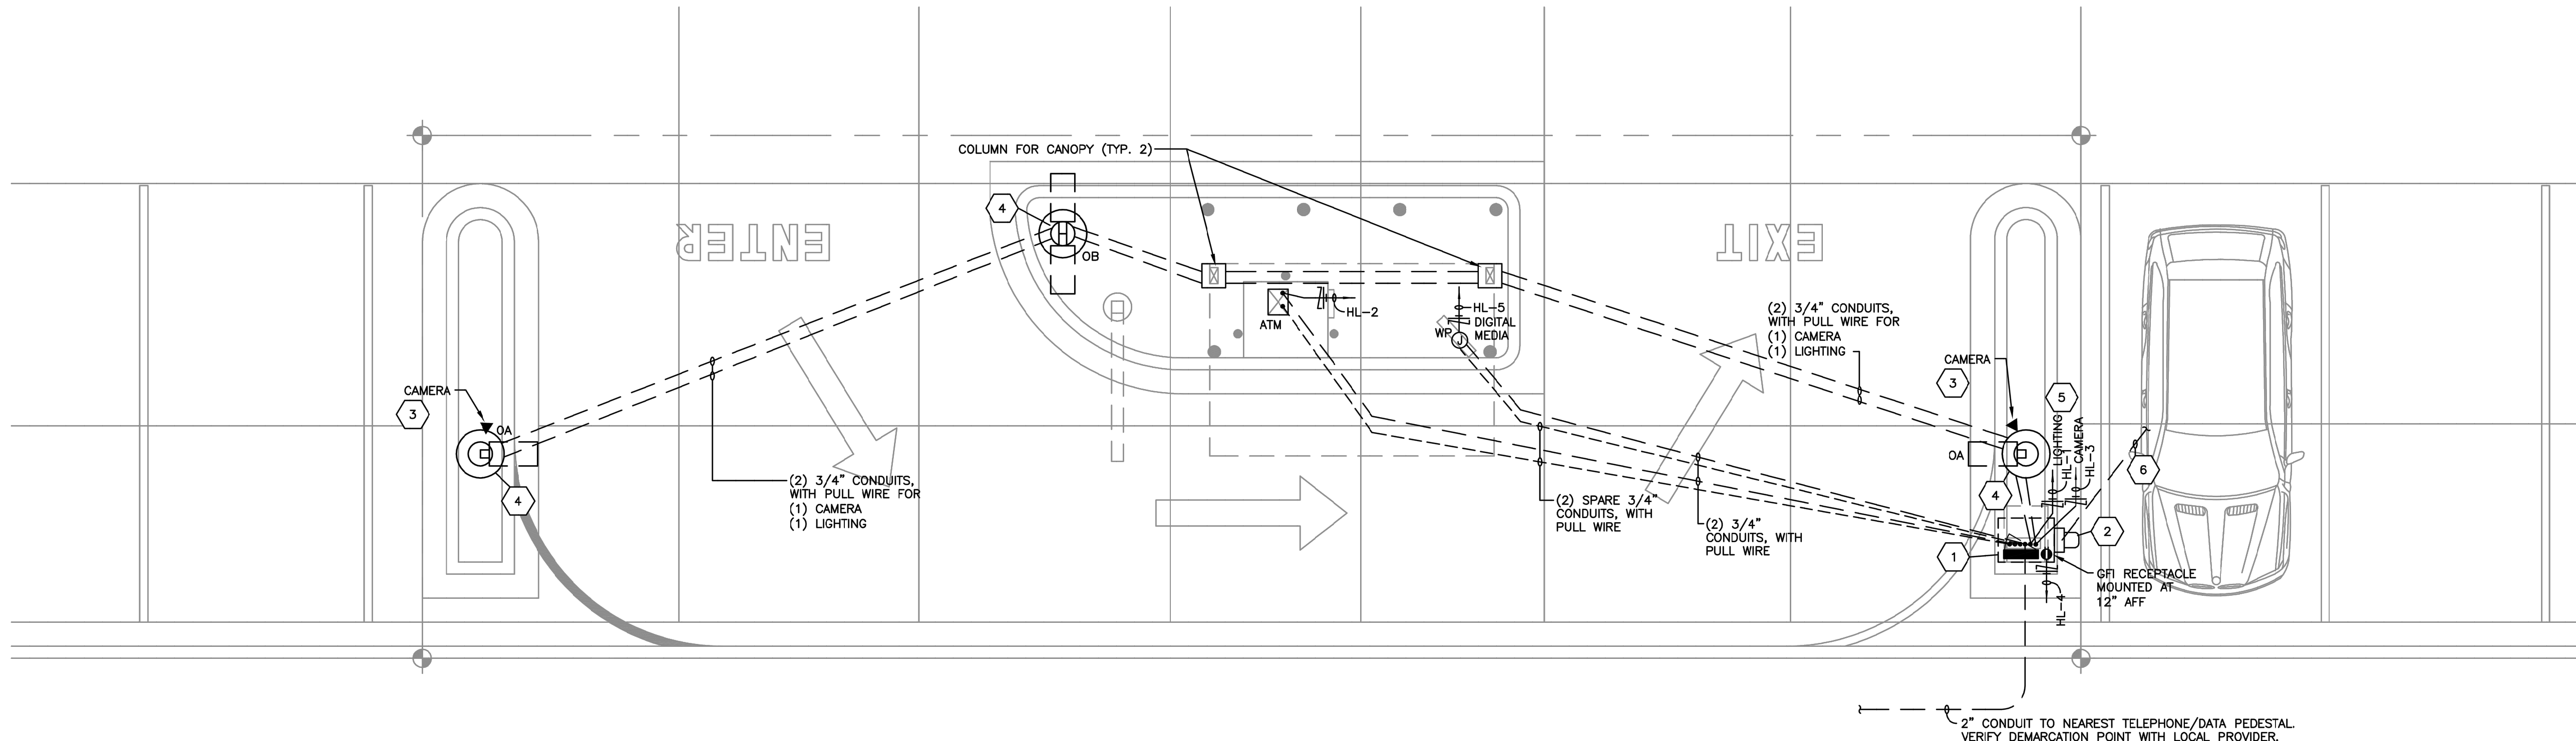 COLUMN FOR CANOPY (TYP. 2)
4
ENTER
OB
EXIT
HL-2
ATM
HL-5
DIGITAL
MEDIA
WP
J
(2) 3/4" CONDUITS,
WITH PULL WIRE FOR
(1) CAMERA
(1) LIGHTING
CAMERA
3
OA
4
(2) 3/4" CONDUITS,
WITH PULL WIRE FOR
(1) CAMERA
(1) LIGHTING
CAMERA
3
5
OA
4
LIGHTING
HL-1
CAMERA
HL-3
6
(2) SPARE 3/4"
CONDUITS, WITH
PULL WIRE
(2) 3/4"
CONDUITS, WITH
PULL WIRE
1
2
GFI RECEPTACLE
MOUNTED AT
12" AFF
HL-4
2" CONDUIT TO NEAREST TELEPHONE/DATA PEDESTAL.
VERIFY DEMARCATION POINT WITH LOCAL PROVIDER.